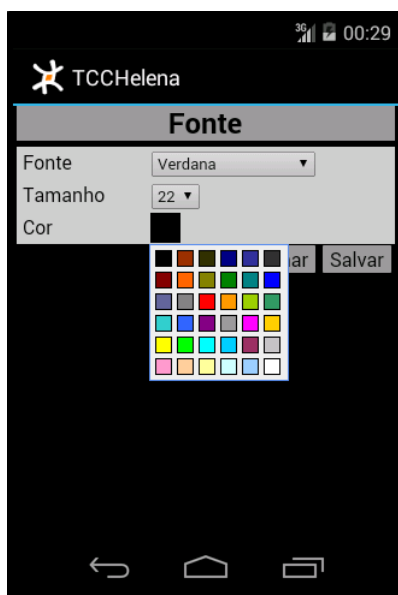 3G 00:29
TCCHelena
Fonte
Fonte Verdana
Tamanho 22
Cor
Salvar